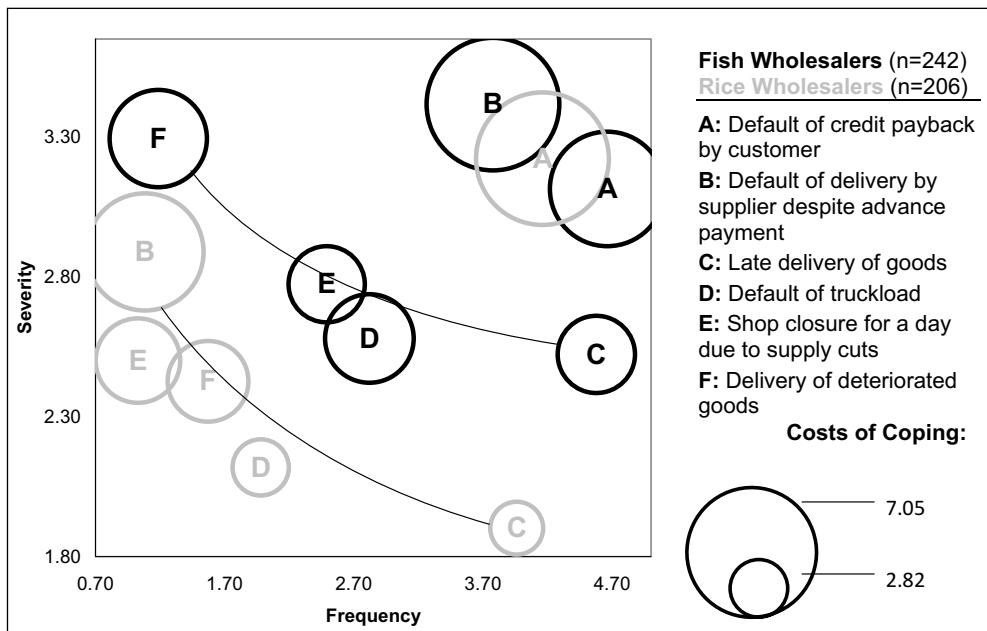 Fish Wholesalers (n=242)
Rice Wholesalers (n=206)
A: Default of credit payback
by customer
B: Default of delivery by
supplier despite advance
payment
C: Late delivery of goods
D: Default of truckload
E: Shop closure for a day
due to supply cuts
F: Delivery of deteriorated
goods
Costs of Coping:
7.05
2.82
Severity
3.30
2.80
2.30
1.80
0.70 1.70 2.70 3.70 4.70
Frequency
B
F
A
A
B
E
D
C
E
F
D
C